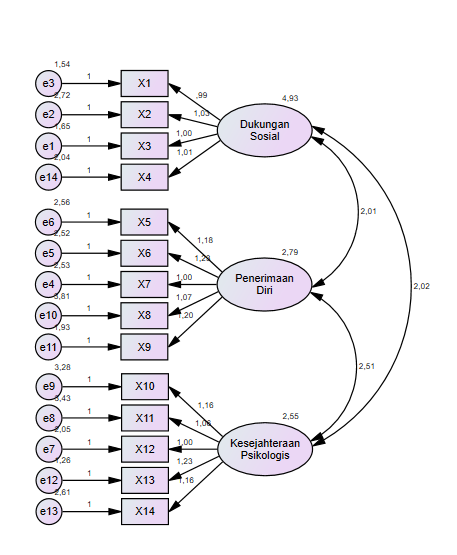 1,54
e3 1 X1 ,99
2,72
e2 1 X2 1,03
1,65
e1 1 X3 1,00
2,04
e14 1 X4 1,01
4,93
Dukungan
Sosial
2,01
2,02
2,56
e6 1 X5 1,18
2,52
e5 1 X6
2,53
e4 1 X7 1,00
3,81
e10 1 X8 1,07
1,93
e11 1 X9 1,20
2,79
Penerimaan
Diri
2,51
3,28
e9 1 X10 1,16
3,43
e8 1 X11
2,05
e7 1 X12 1,00
1,26
e12 1 X13 1,23
2,61
e13 1 X14 1,16
2,55
Kesejahteraan
Psikologis